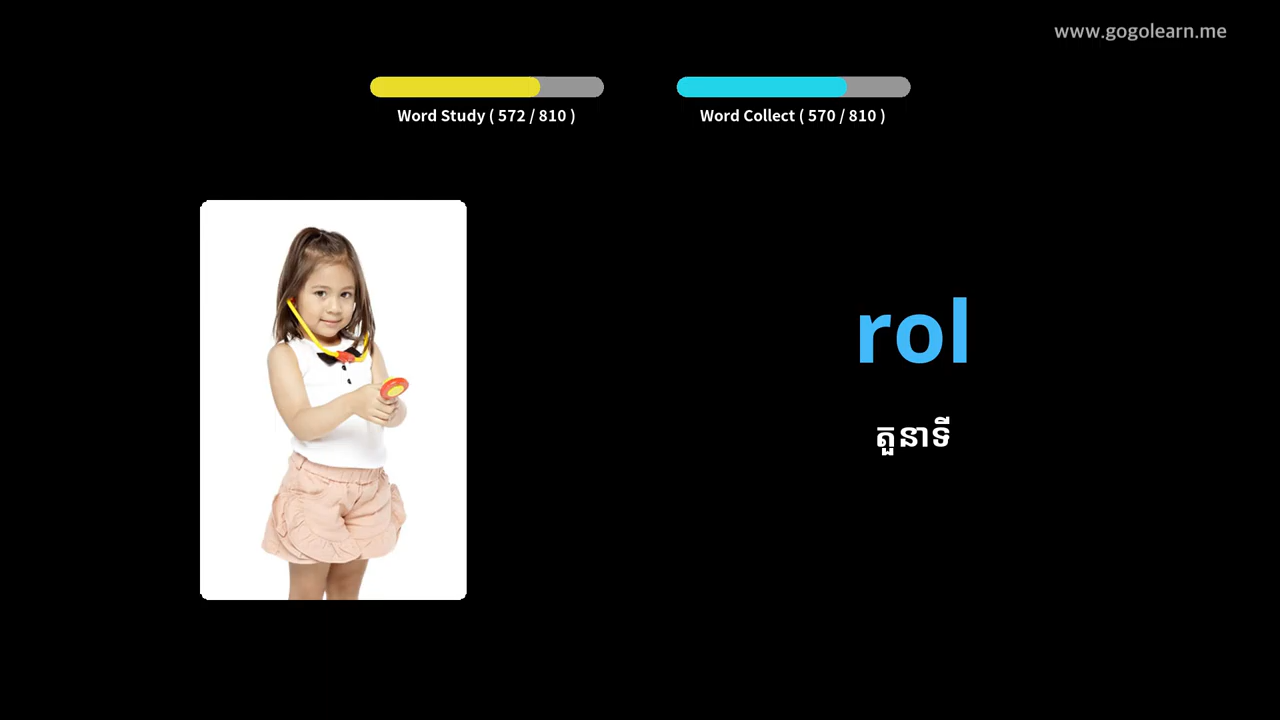 www.gogolearn.me
Word Study ( 572 / 810 )
Word Collect ( 570 / 810 )
rol
តួនាទី